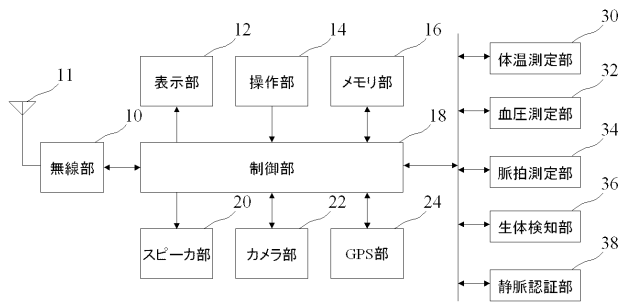 12
14
16
30
表示部
操作部
メモリ部
体温測定部
11
32
10
18
血圧測定部
無線部
制御部
34
脈拍測定部
20
22
24
36
スピーカ部
カメラ部
GPS部
生体検知部
38
静脈認証部